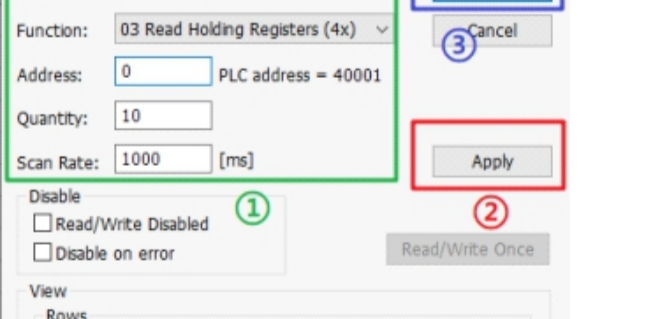 Function: 03 Read Holding Registers (4x)
③
Cancel
Address: 0 PLC address = 40001
Quantity: 10
Scan Rate: 1000 [ms]
Apply
Disable
①
②
Read/Write Disabled
Disable on error
Read/Write Once
View
Rows